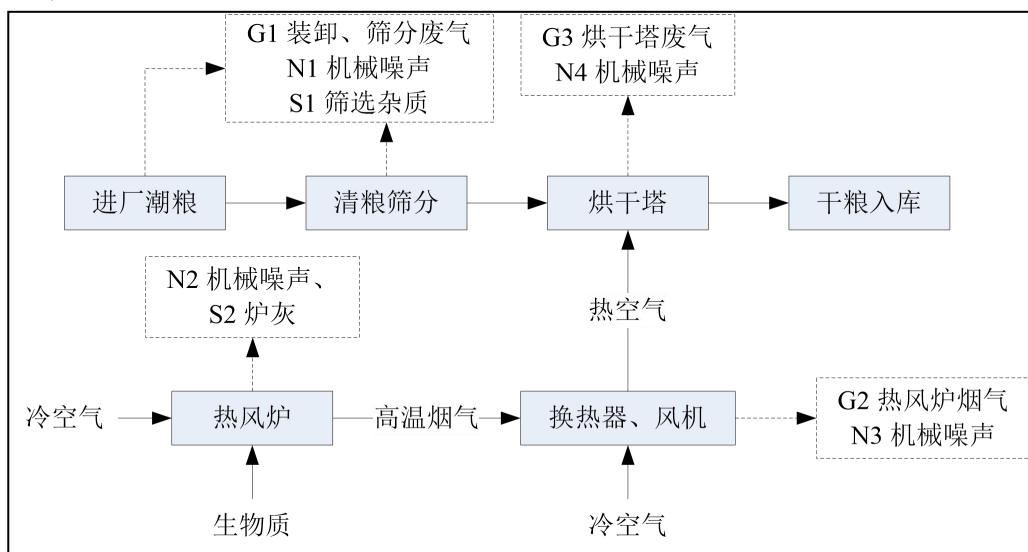 G1 装卸、筛分废气
N1 机械噪声
S1 筛选杂质
G3 烘干塔废气
N4 机械噪声
进厂潮粮
清粮筛分
烘干塔
干粮入库
N2 机械噪声、
S2 炉灰
热空气
冷空气
热风炉
高温烟气
换热器、风机
G2 热风炉烟气
N3 机械噪声
生物质
冷空气